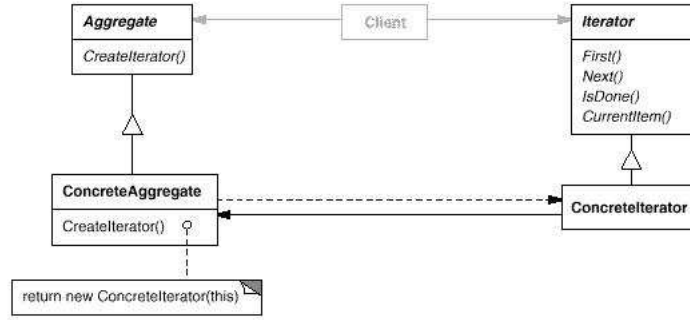 Aggregate
CreateIterator()
Client
Iterator
First()
Next()
IsDone()
CurrentItem()
ConcreteAggregate
CreateIterator()
ConcreteIterator
return new ConcreteIterator(this)